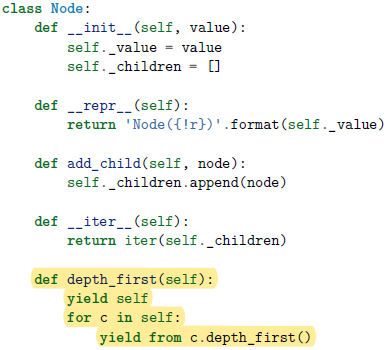 class Node:
    def __init__(self, value):
        self._value = value
        self._children = []
    def __repr__(self):
        return 'Node({!r})'.format(self._value)
    def add_child(self, node):
        self._children.append(node)
    def __iter__(self):
        return iter(self._children)
    def depth_first(self):
        yield self
        for c in self:
            yield from c.depth_first()